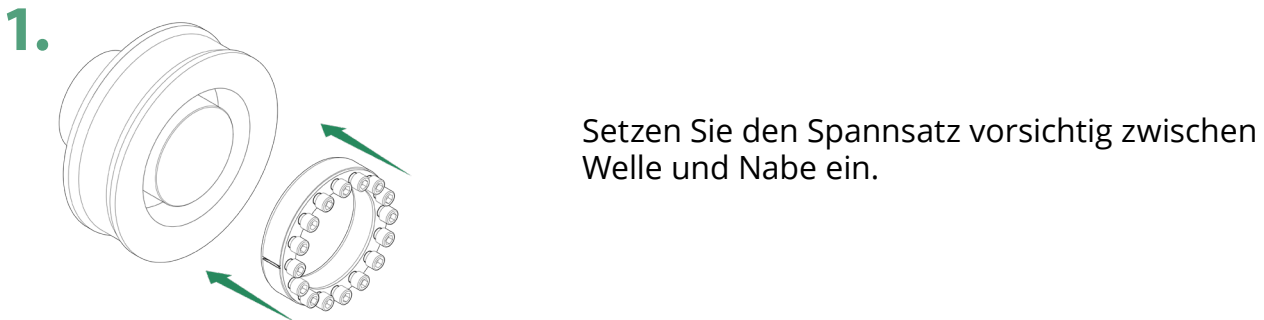 1.
Setzen Sie den Spannsatz vorsichtig zwischen
Welle und Nabe ein.